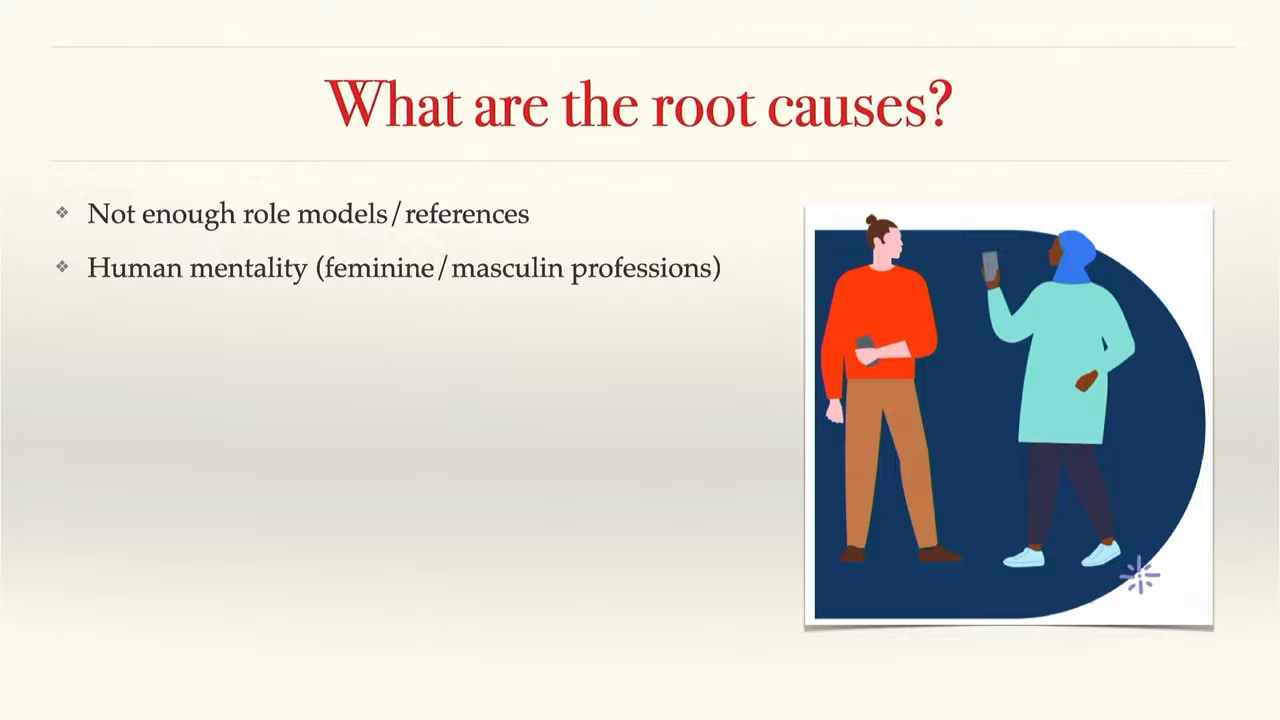 What are the root causes?
Not enough role models/references
Human mentality (feminine/masculin professions)